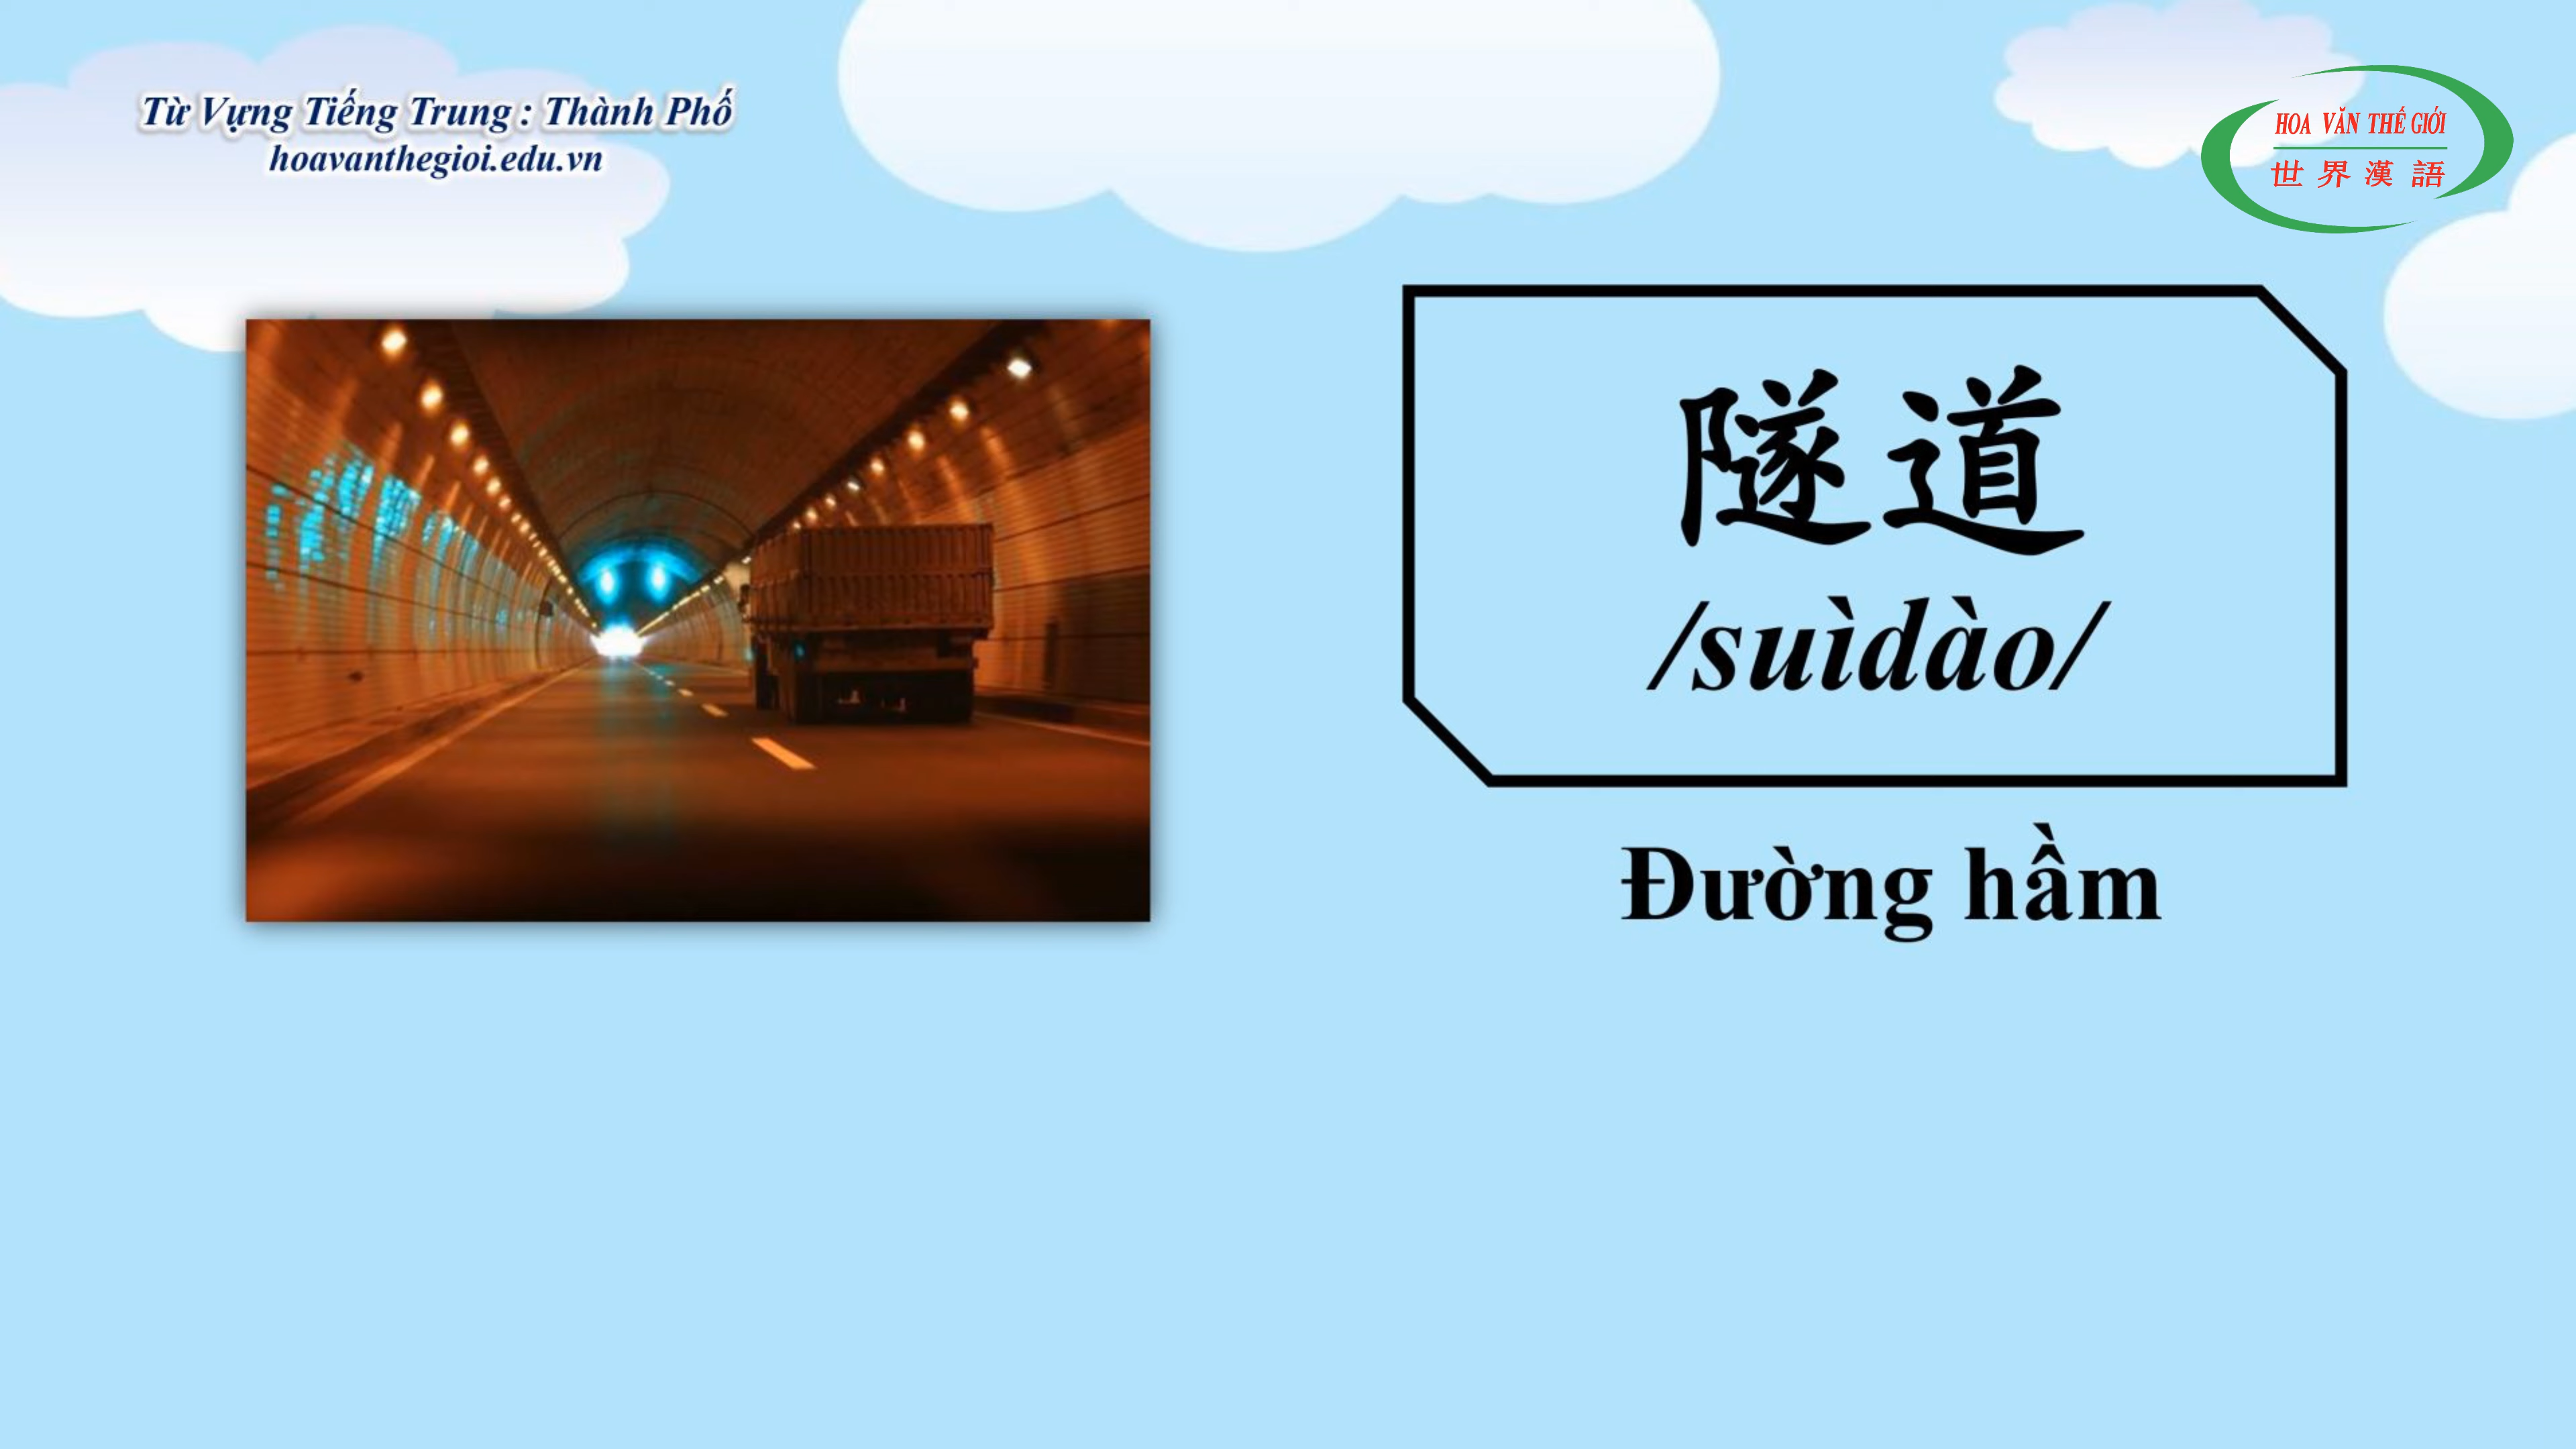 Từ Vựng Tiếng Trung : Thành Phố
hoavanthegioi.edu.vn
HOA VĂN THẾ GIỚI
世界漢語
隧道
/suìdào/
Đường hầm